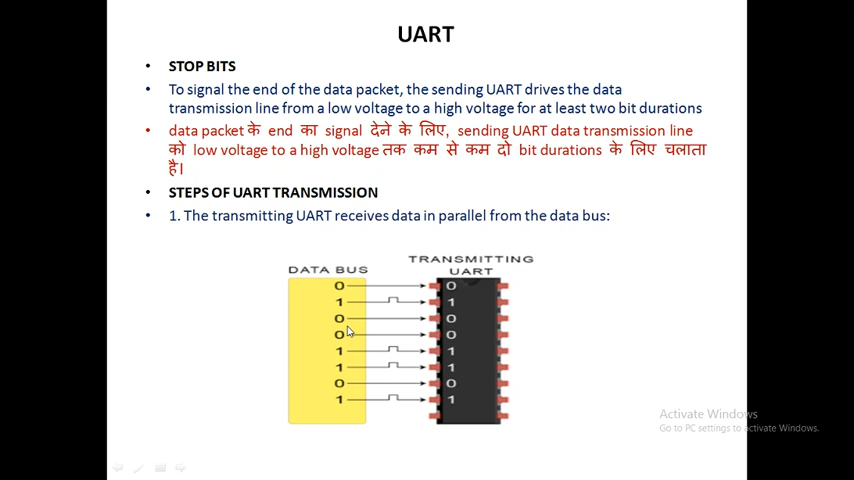 UART
• STOP BITS
• To signal the end of the data packet, the sending UART drives the data
transmission line from a low voltage to a high voltage for at least two bit durations
• data packet के end का signal देने के लिए, sending UART data transmission line
को low voltage to a high voltage तक कम से कम दो bit durations के लिए चलाता
है।
• STEPS OF UART TRANSMISSION
• 1. The transmitting UART receives data in parallel from the data bus:
DATA BUS
TRANSMITTING
UART
0 0
1 1
0 0
0 0
1 1
1 1
0 0
1 1
Activate Windows
Go to PC settings to activate Windows.